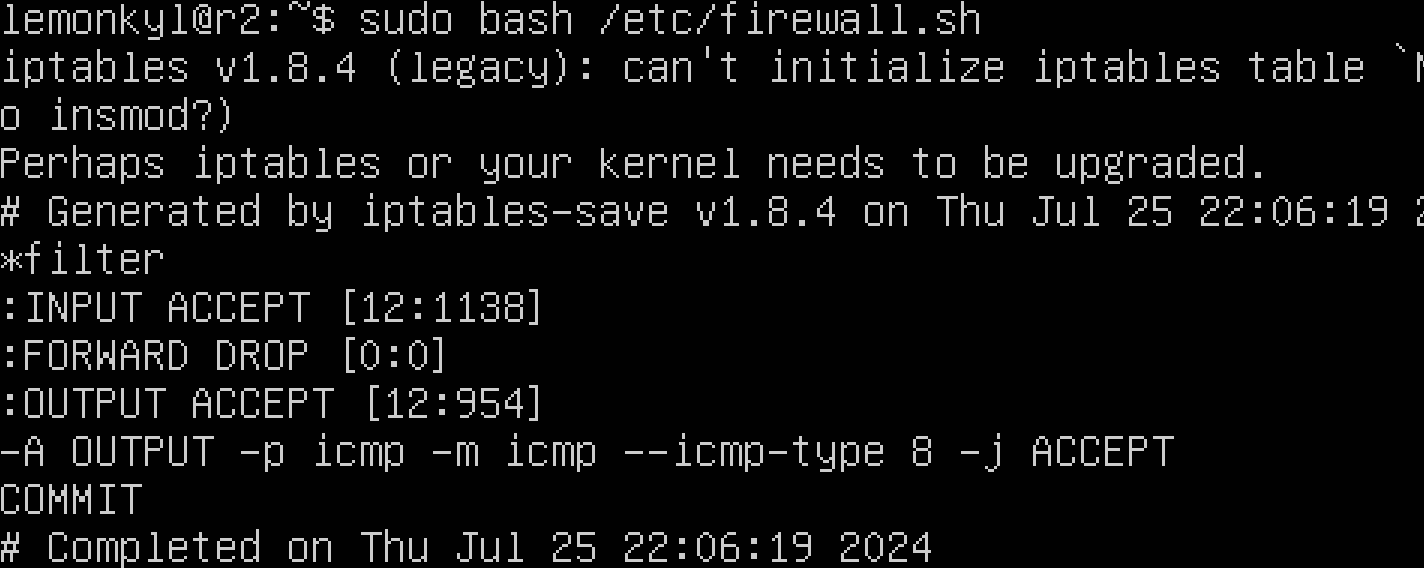 lemonkyl@r2:~$ sudo bash /etc/firewall.sh
iptables v1.8.4 (legacy): can't initialize iptables table `
o insmod?)
Perhaps iptables or your kernel needs to be upgraded.
# Generated by iptables-save v1.8.4 on Thu Jul 25 22:06:19
*filter
:INPUT ACCEPT [12:1138]
:FORWARD DROP [0:0]
:OUTPUT ACCEPT [12:954]
-A OUTPUT -p icmp -m icmp --icmp-type 8 -j ACCEPT
COMMIT
# Completed on Thu Jul 25 22:06:19 2024